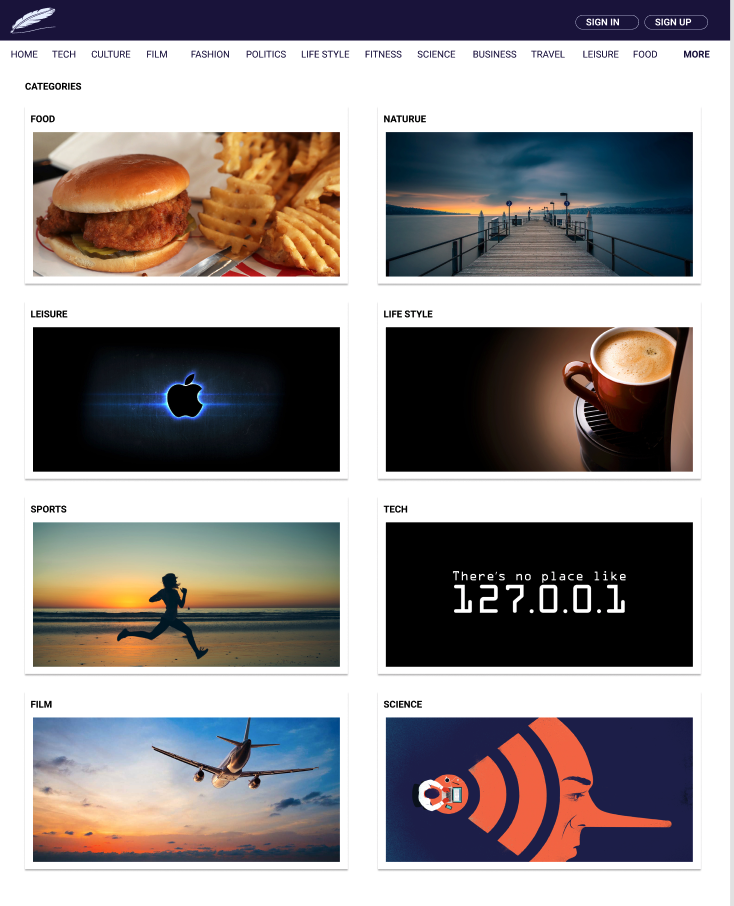 SIGN IN SIGN UP
HOME TECH CULTURE FILM FASHION POLITICS LIFE STYLE FITNESS SCIENCE BUSINESS TRAVEL LEISURE FOOD MORE
CATEGORIES
FOOD NATURUE
LEISURE LIFE STYLE
SPORTS TECH
There's no place like
127.0.0.1
FILM SCIENCE